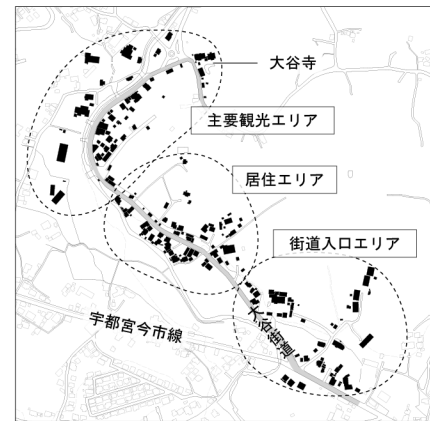 大谷寺
主要観光エリア
居住エリア
街道入口エリア
大谷街道
宇都宮今市線